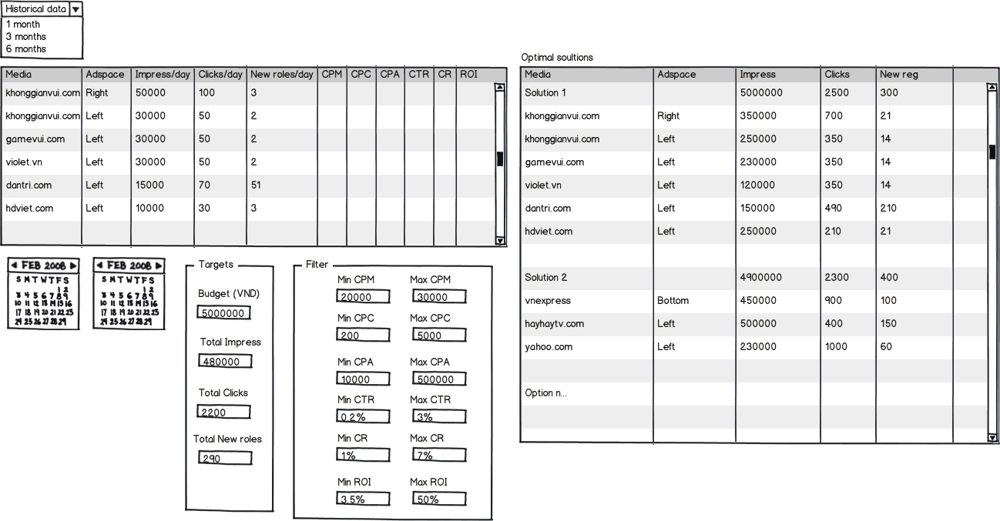 Historical data
1 month
3 months
6 months
Media Adspace Impress/day Clicks/day New roles/day CPM CPC CPA CTR CR ROI
khonggianvui.com Right 50000 100 3
khonggianvui.com Left 30000 50 2
gamevui.com Left 30000 50 2
violet.vn Left 30000 50 2
dantri.com Left 15000 70 51
hdviet.com Left 10000 30 3
Optimal soultions
Media Adspace Impress Clicks New reg
Solution 1 5000000 2500 300
khonggianvui.com Right 350000 700 21
khonggianvui.com Left 250000 350 14
gamevui.com Left 230000 350 14
violet.vn Left 120000 350 14
dantri.com Left 150000 490 210
hdviet.com Left 250000 210 21
Solution 2 4900000 2300 400
vnexpress Bottom 450000 900 100
hayhaytv.com Left 500000 400 150
yahoo.com Left 230000 1000 60
Option n...
FEB 2008
S M T W T F S
1 2
3 4 5 6 7 8 9
10 11 12 13 14 15 16
17 18 19 20 21 22 23
24 25 26 27 28 29
FEB 2008
S M T W T F S
1 2
3 4 5 6 7 8 9
10 11 12 13 14 15 16
17 18 19 20 21 22 23
24 25 26 27 28 29
Targets
Budget (VND)
5000000
Total Impress
480000
Total Clicks
2200
Total New roles
290
Filter
Min CPM Max CPM
20000 30000
Min CPC Max CPC
200 5000
Min CPA Max CPA
10000 500000
Min CTR Max CTR
0.2% 3%
Min CR Max CR
1% 7%
Min ROI Max ROI
3.5% 50%